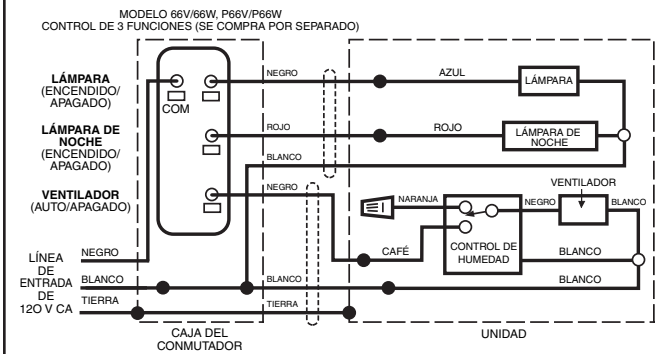 MODELO 66V/66W, P66V/P66W
CONTROL DE 3 FUNCIONES (SE COMPRA POR SEPARADO)
LÁMPARA
(ENCENDIDO/
APAGADO)
COM
NEGRO
AZUL
LÁMPARA
LÁMPARA DE
NOCHE
(ENCENDIDO/
APAGADO)
ROJO
ROJO
LÁMPARA DE
NOCHE
BLANCO
VENTILADOR
(AUTO/APAGADO)
NEGRO
NARANJA
NEGRO
VENTILADOR
BLANCO
CAFÉ
CONTROL DE
HUMEDAD
BLANCO
LÍNEA
DE
ENTRADA
DE
12O V CA
NEGRO
BLANCO
BLANCO
BLANCO
TIERRA
TIERRA
CAJA DEL
CONMUTADOR
UNIDAD